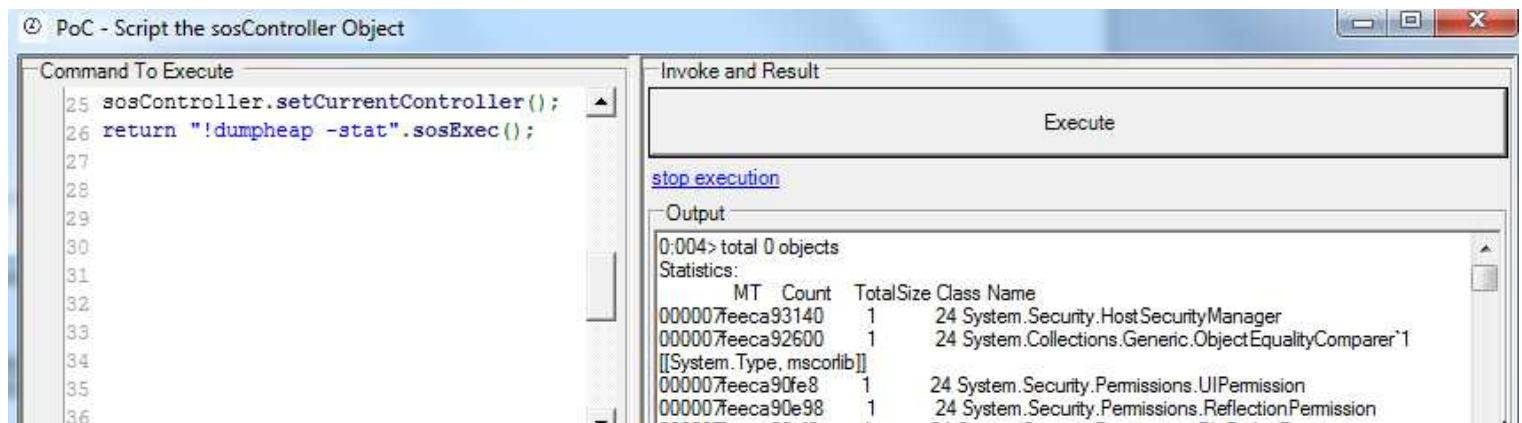 PoC - Script the sosController Object
Command To Execute
25 sosController.setCurrentController();
26 return "!dumpheap -stat".sosExec();
27
28
29
30
31
32
33
34
35
36
Invoke and Result
Execute
stop execution
Output
0:004> total 0 objects
Statistics:
MT Count TotalSize Class Name
000007feeca93140 1 24 System.Security.HostSecurityManager
000007feeca92600 1 24 System.Collections.Generic.ObjectEqualityComparer`1
[[System.Type, mscorlib]]
000007feeca90fe8 1 24 System.Security.Permissions.UIPermission
000007feeca90e98 1 24 System.Security.Permissions.ReflectionPermission